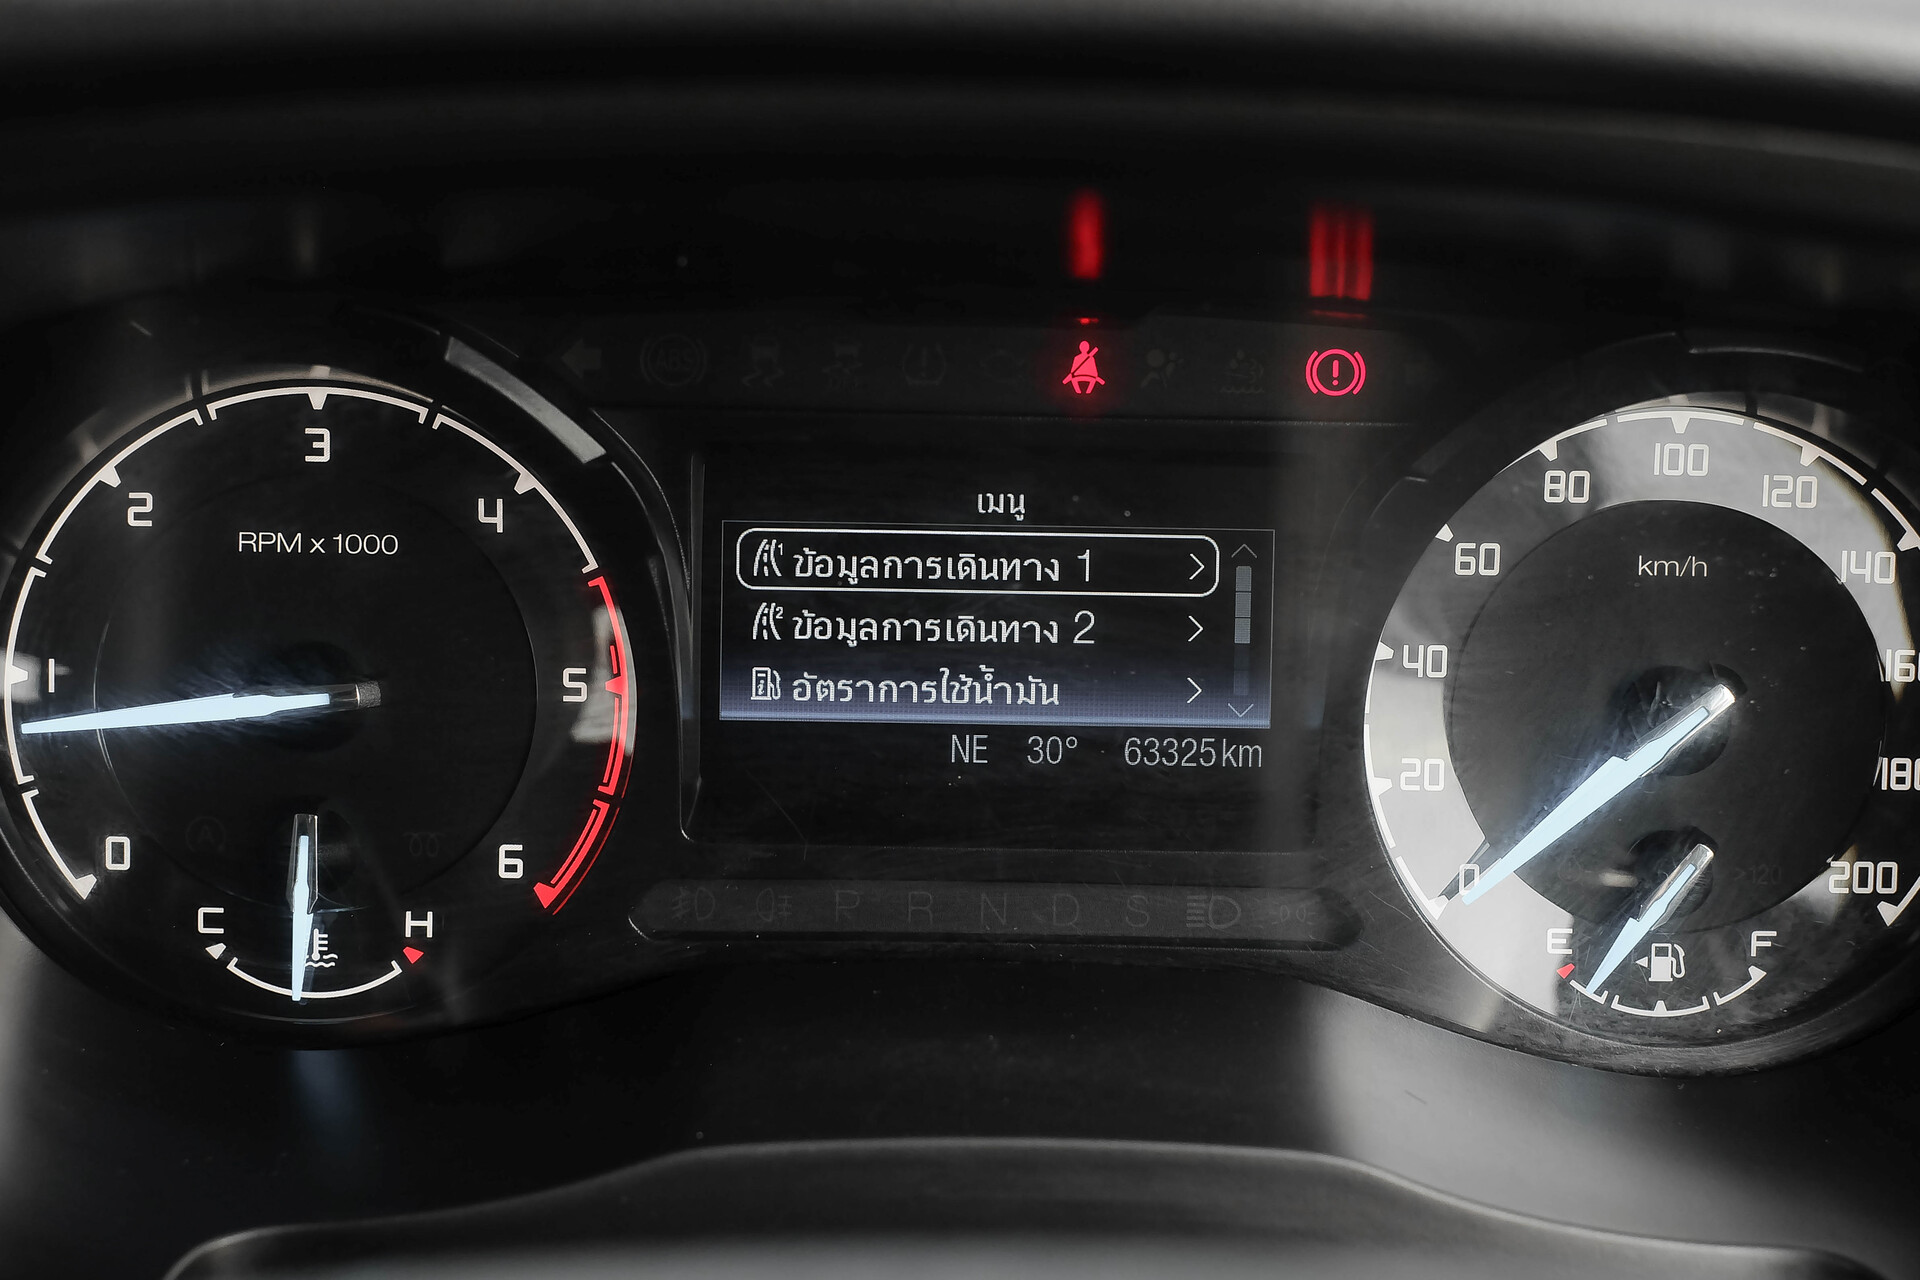 ABS
เมนู
ข้อมูลการเดินทาง 1
ข้อมูลการเดินทาง 2
อัตราการใช้น้ำมัน
NE 30° 63325km
0 1 2 3 4 5 6
RPM x 1000
C H
0 20 40 60 80 100 120 140 160 180 200
km/h
E F
P R N D S